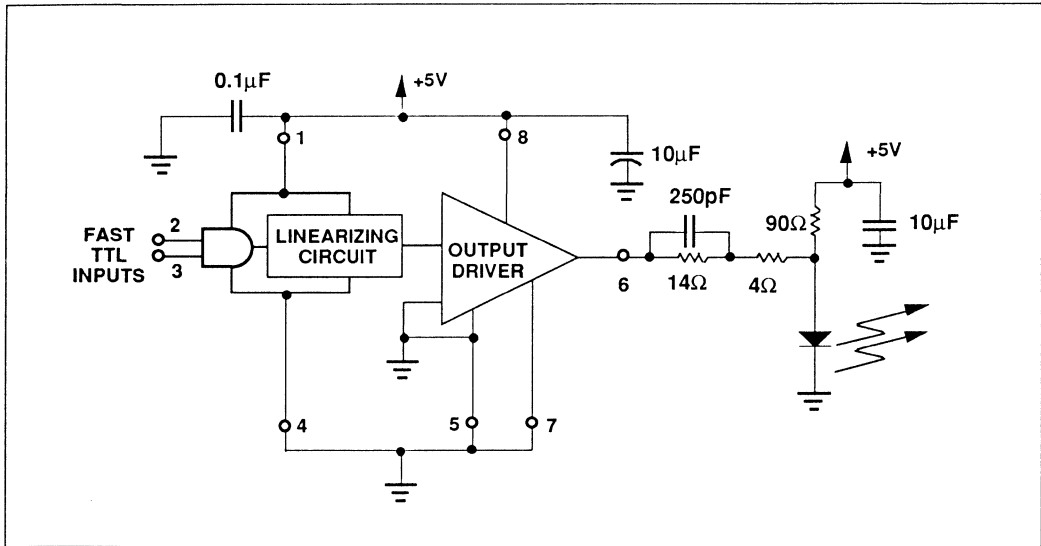 0.1μF
+5V
1
8
10μF
+5V
250pF
90Ω
10μF
FAST
TTL
INPUTS
2
3
LINEARIZING
CIRCUIT
OUTPUT
DRIVER
6
14Ω
4Ω
4
5
7